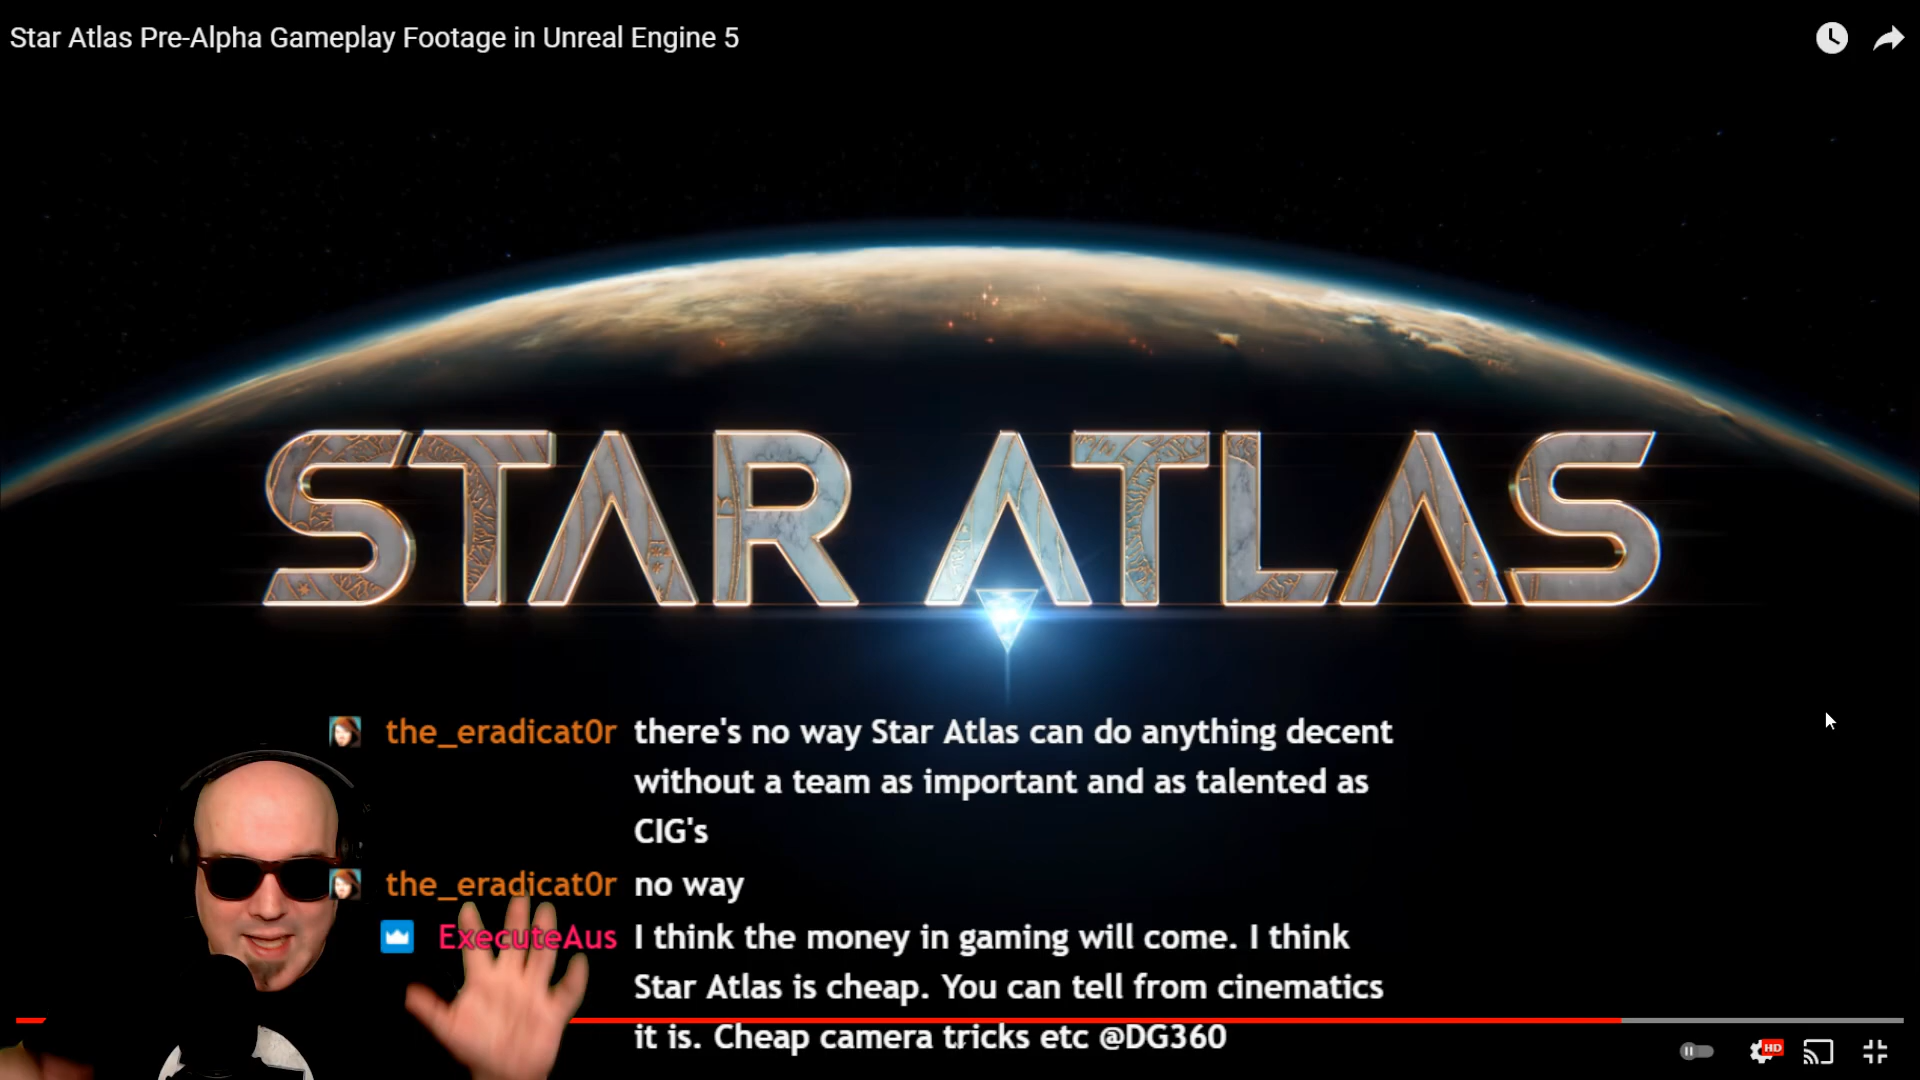 Star Atlas Pre-Alpha Gameplay Footage in Unreal Engine 5
STAR ATLAS
the_eradicat0r there's no way Star Atlas can do anything decent
without a team as important and as talented as
CIG's
the_eradicat0r no way
ExecuteAus I think the money in gaming will come. I think
Star Atlas is cheap. You can tell from cinematics
it is. Cheap camera tricks etc @DG360
HD